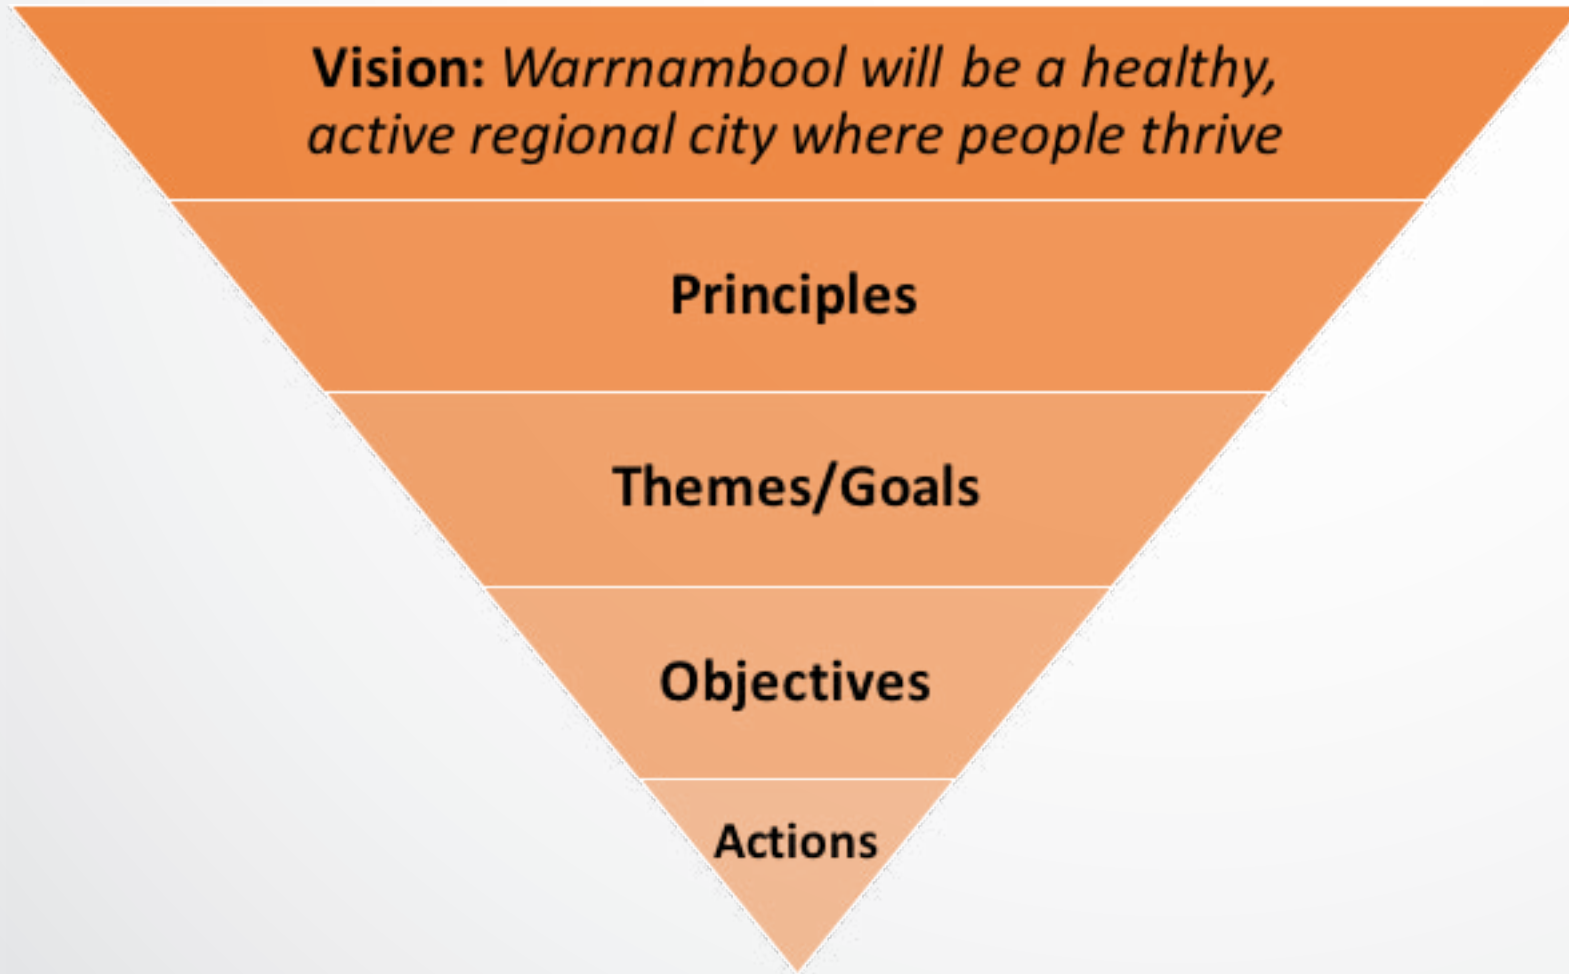 Vision: Warrnambool will be a healthy,
active regional city where people thrive
Principles
Themes/Goals
Objectives
Actions